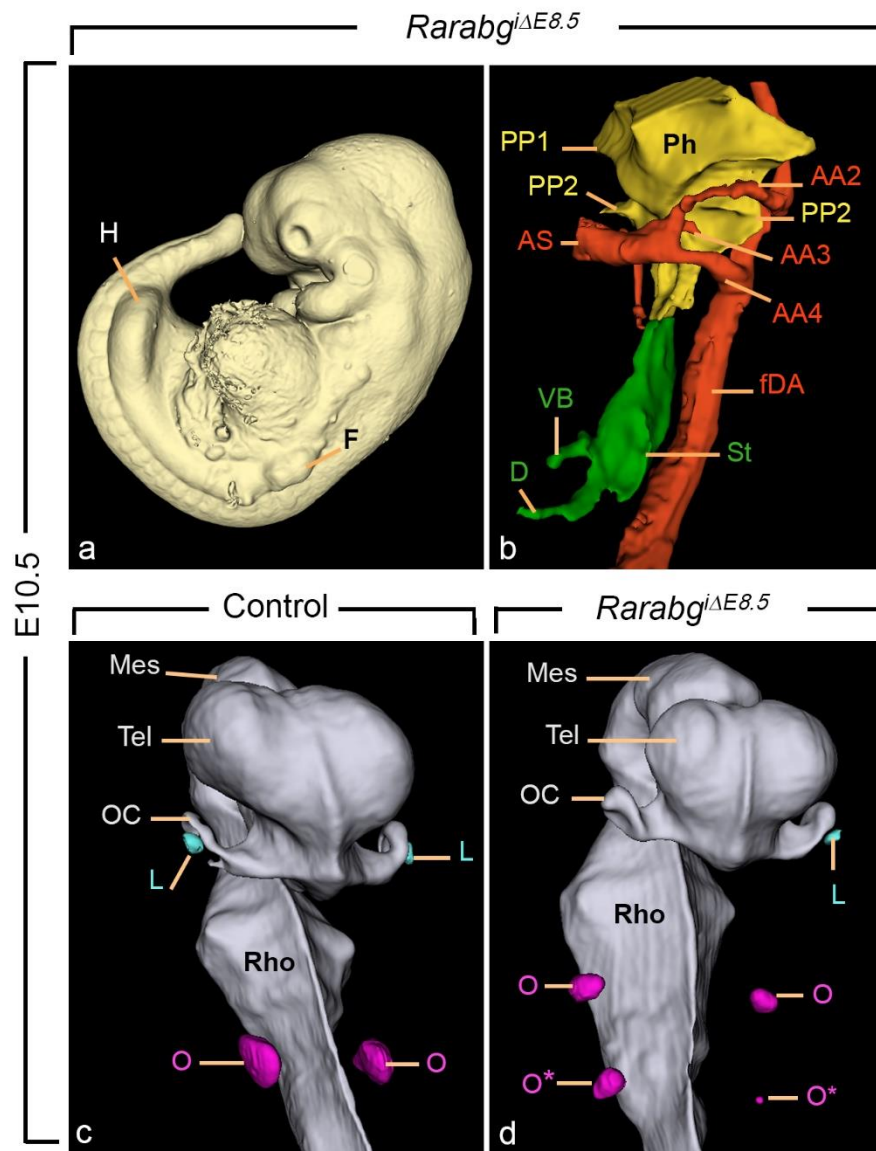 Rarabg^iΔE8.5
E10.5
H
F
a
PP1
Ph
PP2
AA2
PP2
AS
AA3
AA4
fDA
VB
St
D
b
Control
Mes
Tel
OC
L
L
Rho
O
O
c
Rarabg^iΔE8.5
Mes
Tel
OC
L
Rho
O
O
O*
O*
d